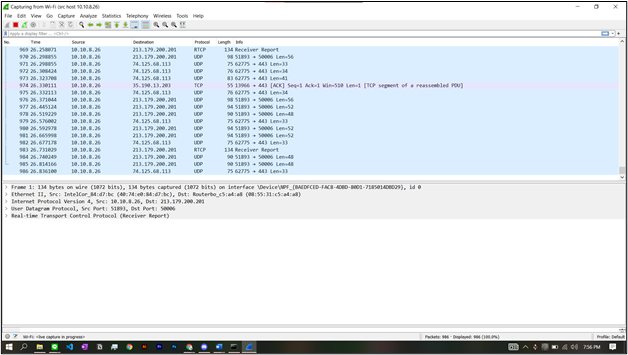 Capturing from Wi-Fi (src host 10.10.8.26)
File Edit View Go Capture Analyze Statistics Telephony Wireless Tools Help
Apply a display filter ... <Ctrl-/>
No. Time Source Destination Protocol Length Info
969 26.258071 10.10.8.26 213.179.200.201 RTCP 134 Receiver Report
970 26.298855 10.10.8.26 213.179.200.201 UDP 98 51893 → 50006 Len=56
971 26.298855 10.10.8.26 74.125.68.113 UDP 75 62775 → 443 Len=33
972 26.308424 10.10.8.26 74.125.68.113 UDP 76 62775 → 443 Len=34
973 26.323708 10.10.8.26 74.125.68.113 UDP 83 62775 → 443 Len=41
974 26.330111 10.10.8.26 35.190.13.203 TCP 55 13966 → 443 [ACK] Seq=1 Ack=1 Win=510 Len=1 [TCP segment of a reassembled PDU]
975 26.332113 10.10.8.26 74.125.68.113 UDP 76 62775 → 443 Len=34
976 26.371044 10.10.8.26 213.179.200.201 UDP 98 51893 → 50006 Len=56
977 26.445124 10.10.8.26 213.179.200.201 UDP 94 51893 → 50006 Len=52
978 26.519229 10.10.8.26 213.179.200.201 UDP 90 51893 → 50006 Len=48
979 26.576002 10.10.8.26 74.125.68.113 UDP 75 62775 → 443 Len=33
980 26.592978 10.10.8.26 213.179.200.201 UDP 94 51893 → 50006 Len=52
981 26.665998 10.10.8.26 213.179.200.201 UDP 94 51893 → 50006 Len=52
982 26.677178 10.10.8.26 74.125.68.113 UDP 75 62775 → 443 Len=33
983 26.731029 10.10.8.26 213.179.200.201 RTCP 134 Receiver Report
984 26.740249 10.10.8.26 213.179.200.201 UDP 90 51893 → 50006 Len=48
985 26.814166 10.10.8.26 213.179.200.201 UDP 90 51893 → 50006 Len=48
986 26.836100 10.10.8.26 74.125.68.113 UDP 75 62775 → 443 Len=33
Frame 1: 134 bytes on wire (1072 bits), 134 bytes captured (1072 bits) on interface \Device\NPF_{BAEDFCED-FACB-4DBD-80D1-7185014DBD29}, id 0
Ethernet II, Src: IntelCor_84:d7:bc (40:74:e0:84:d7:bc), Dst: Routerbo_c5:a4:a8 (08:55:31:c5:a4:a8)
Internet Protocol Version 4, Src: 10.10.8.26, Dst: 213.179.200.201
User Datagram Protocol, Src Port: 51893, Dst Port: 50006
Real-time Transport Control Protocol (Receiver Report)
Wi-Fi: <live capture in progress>
Packets: 986 · Displayed: 986 (100.0%)
Profile: Default
7:56 PM